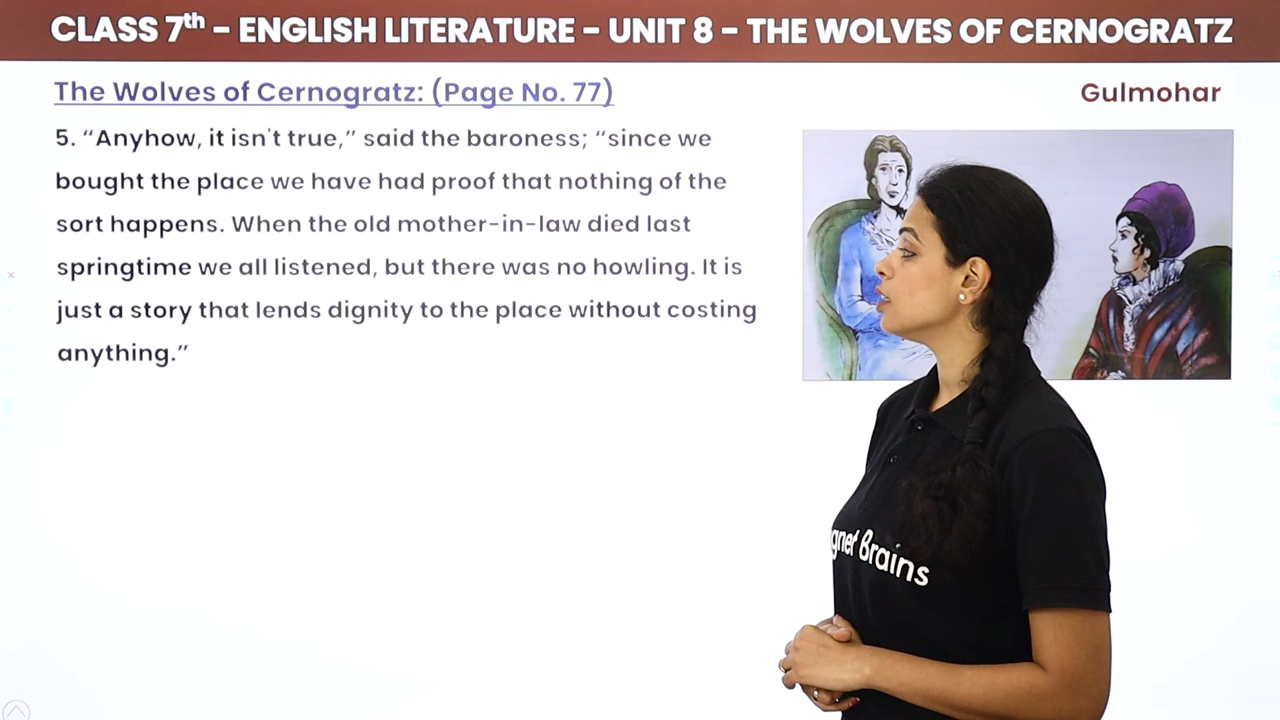 CLASS 7th – ENGLISH LITERATURE – UNIT 8 – THE WOLVES OF CERNOGRATZ
The Wolves of Cernogratz: (Page No. 77)
Gulmohar
5. “Anyhow, it isn't true,” said the baroness; “since we
bought the place we have had proof that nothing of the
sort happens. When the old mother-in-law died last
springtime we all listened, but there was no howling. It is
just a story that lends dignity to the place without costing
anything.”
gnet Brains